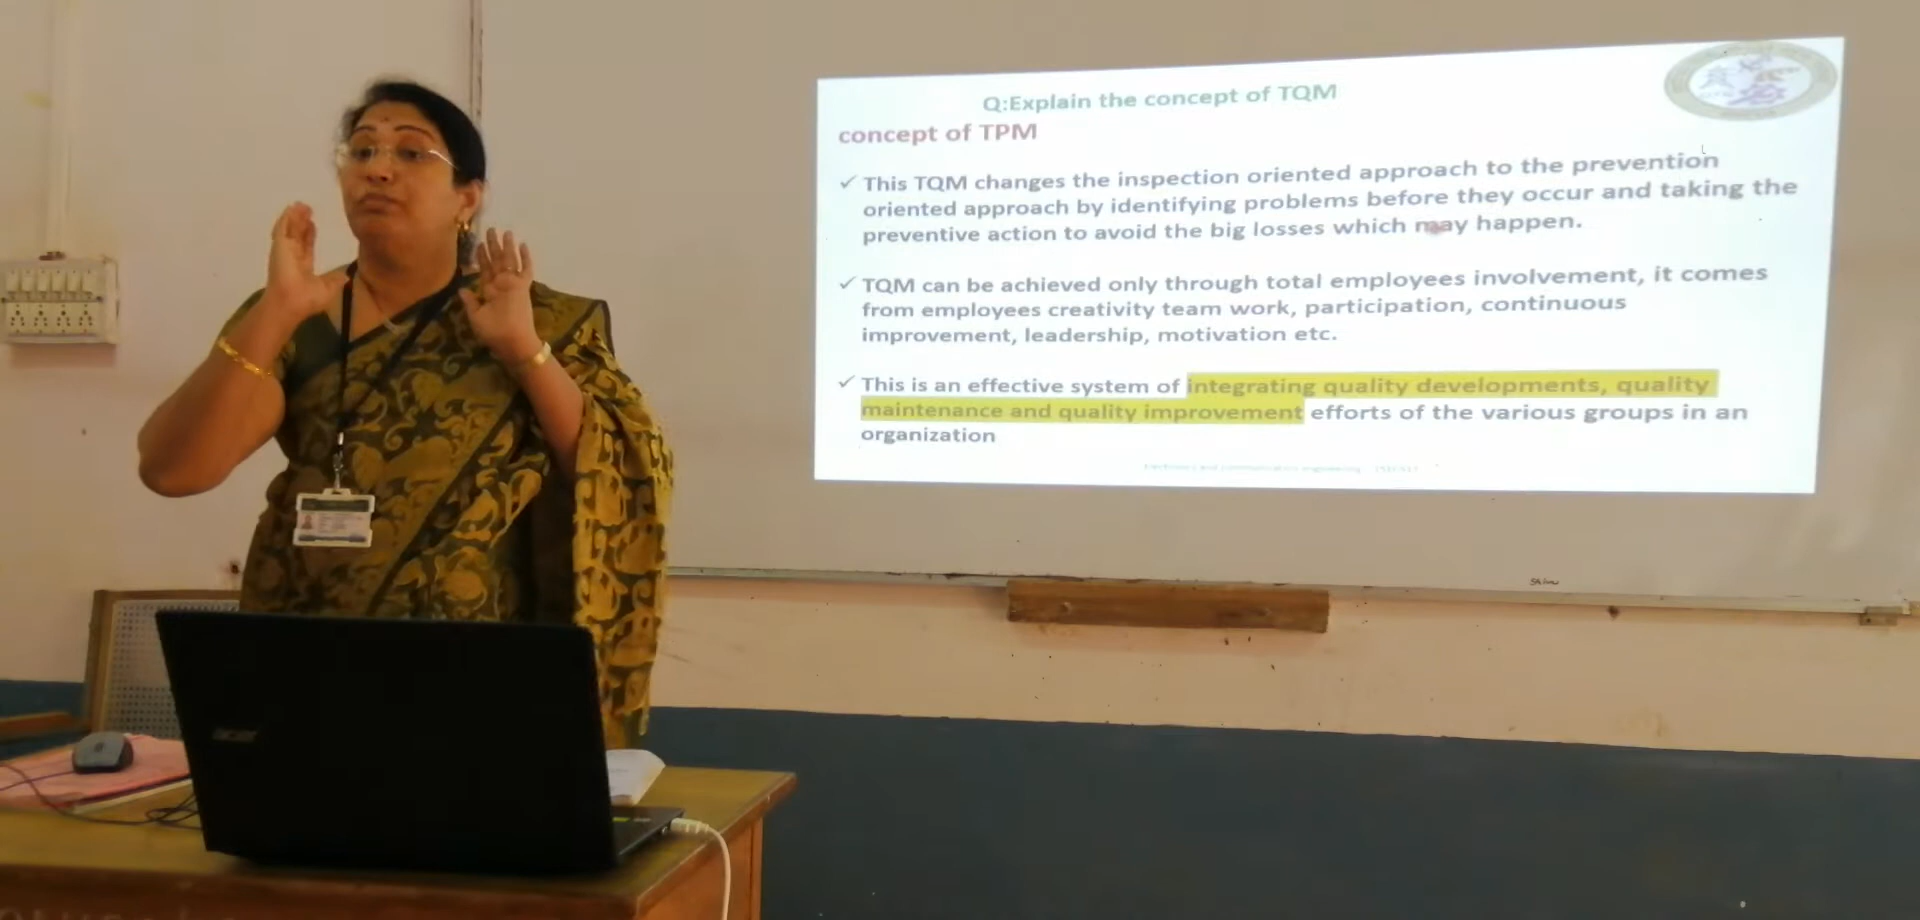 Q:Explain the concept of TQM
concept of TPM
✓ This TQM changes the inspection oriented approach to the prevention
oriented approach by identifying problems before they occur and taking the
preventive action to avoid the big losses which may happen.
✓ TQM can be achieved only through total employees involvement, it comes
from employees creativity team work, participation, continuous
improvement, leadership, motivation etc.
✓ This is an effective system of integrating quality developments, quality
maintenance and quality improvement efforts of the various groups in an
organization
acer